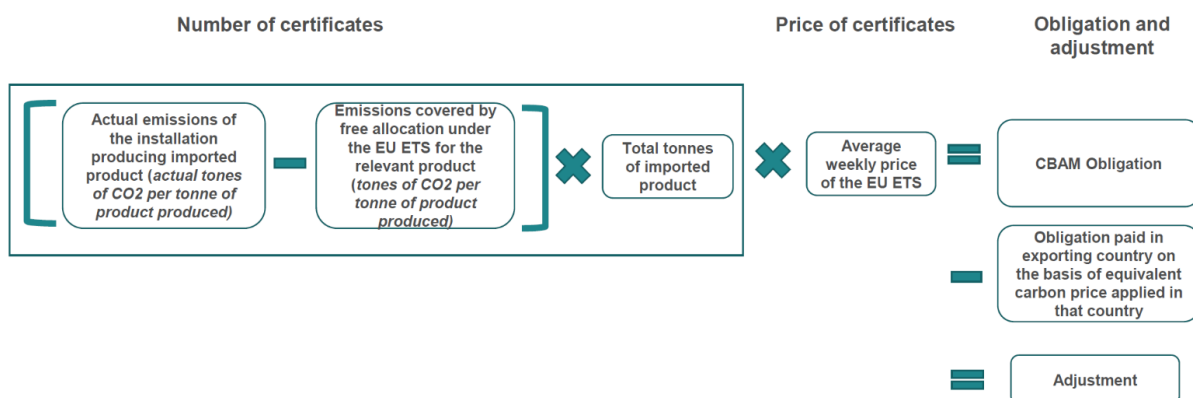 Number of certificates
Price of certificates
Obligation and
adjustment
Actual emissions of
the installation
producing imported
product (actual tones
of CO2 per tonne of
product produced)
Emissions covered by
free allocation under
the EU ETS for the
relevant product
(tones of CO2 per
tonne of product
produced)
Total tonnes
of imported
product
Average
weekly price
of the EU ETS
CBAM Obligation
Obligation paid in
exporting country on
the basis of equivalent
carbon price applied in
that country
Adjustment